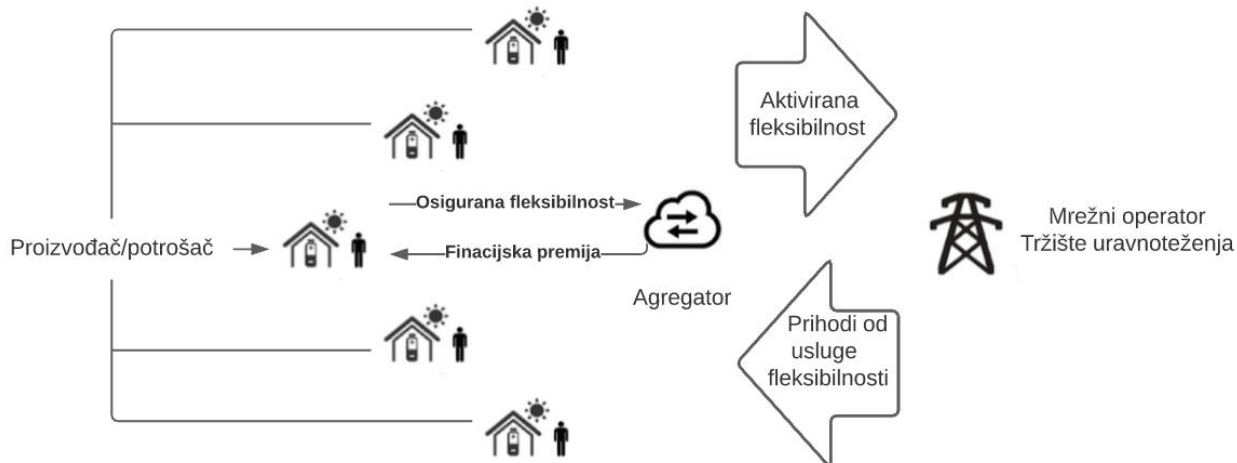 Aktivirana
fleksibilnost
Osigurana fleksibilnost
Proizvođač/potrošač
Finacijska premija
Mrežni operator
Tržište uravnoteženja
Agregator
Prihodi od
usluge
fleksibilnosti